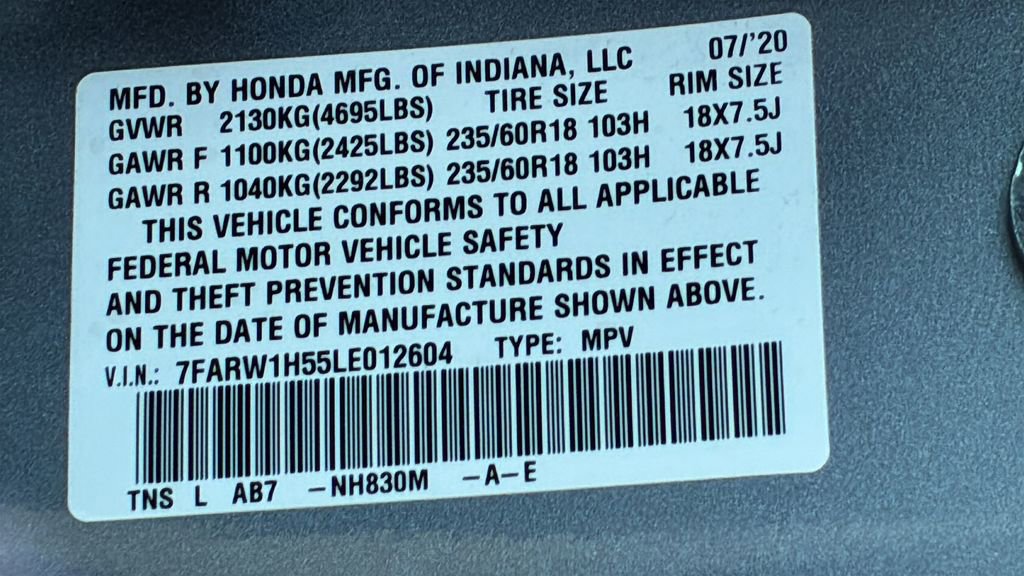 MFD. BY HONDA MFG. OF INDIANA, LLC 07/'20
GVWR 2130KG(4695LBS) TIRE SIZE RIM SIZE
GAWR F 1100KG(2425LBS) 235/60R18 103H 18X7.5J
GAWR R 1040KG(2292LBS) 235/60R18 103H 18X7.5J
THIS VEHICLE CONFORMS TO ALL APPLICABLE
FEDERAL MOTOR VEHICLE SAFETY
AND THEFT PREVENTION STANDARDS IN EFFECT
ON THE DATE OF MANUFACTURE SHOWN ABOVE.
V.I.N.: 7FARW1H55LE012604 TYPE: MPV
TNS L AB7 -NH830M -A-E